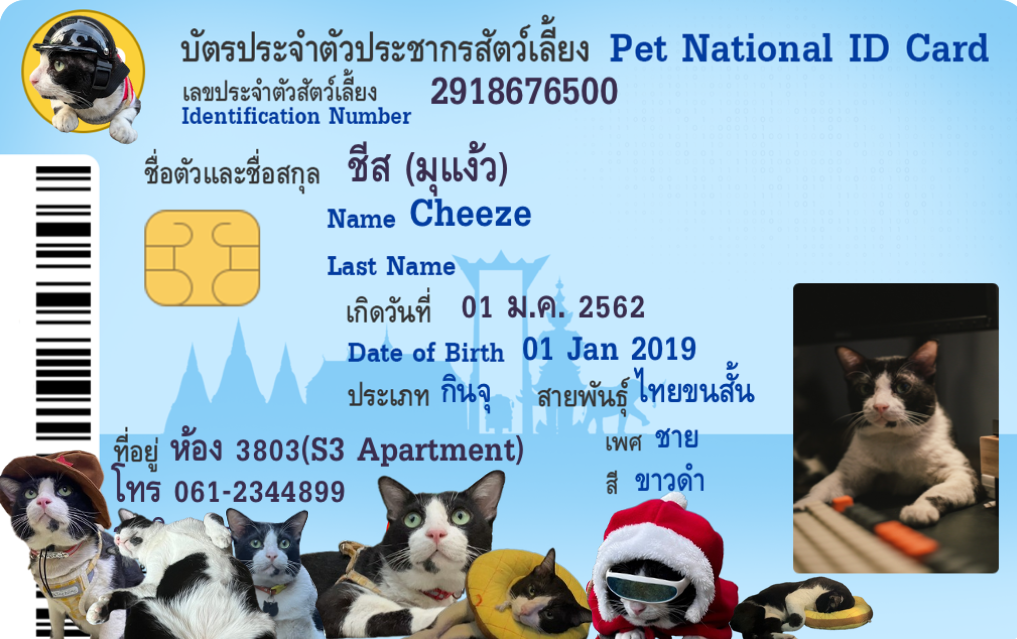 บัตรประจำตัวประชากรสัตว์เลี้ยง Pet National ID Card
เลขประจำตัวสัตว์เลี้ยง 2918676500
Identification Number
ชื่อตัวและชื่อสกุล ชีส (มุแง้ว)
Name Cheeze
Last Name
เกิดวันที่ 01 ม.ค. 2562
Date of Birth 01 Jan 2019
ประเภท กินจุ สายพันธุ์ ไทยขนสั้น
ที่อยู่ ห้อง 3803(S3 Apartment) เพศ ชาย
โทร 061-2344899 สี ขาวดำ